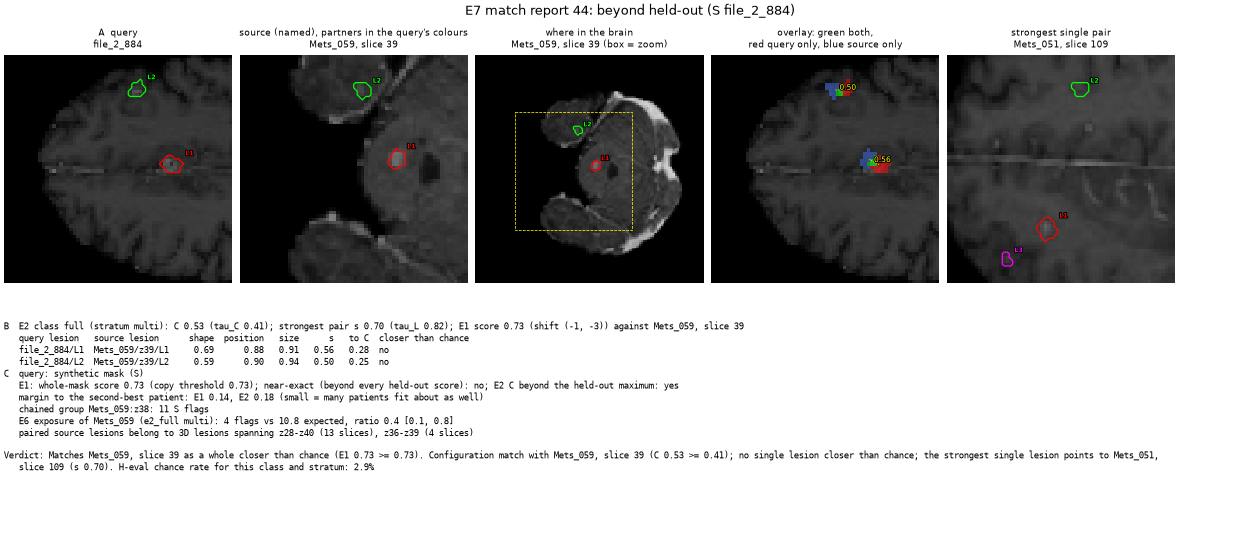 E7 match report 44: beyond held-out (S file_2_884)
A query
file_2_884
source (named), partners in the query's colours
Mets_059, slice 39
where in the brain
Mets_059, slice 39 (box = zoom)
overlay: green both,
red query only, blue source only
strongest single pair
Mets_051, slice 109
L2
L1
L2
L1
L2
L1
0.50
0.56
L2
L1
L3
B E2 class full (stratum multi): C 0.53 (tau_C 0.41); strongest pair s 0.70 (tau_L 0.82); E1 score 0.73 (shift (-1, -3)) against Mets_059, slice 39
query lesion source lesion shape position size s to C closer than chance
file_2_884/L1 Mets_059/z39/L1 0.69 0.88 0.91 0.56 0.28 no
file_2_884/L2 Mets_059/z39/L2 0.59 0.90 0.94 0.50 0.25 no
C query: synthetic mask (S)
E1: whole-mask score 0.73 (copy threshold 0.73); near-exact (beyond every held-out score): no; E2 C beyond the held-out maximum: yes
margin to the second-best patient: E1 0.14, E2 0.18 (small = many patients fit about as well)
chained group Mets_059:z38: 11 S flags
E6 exposure of Mets_059 (e2_full multi): 4 flags vs 10.8 expected, ratio 0.4 [0.1, 0.8]
paired source lesions belong to 3D lesions spanning z28-z40 (13 slices), z36-z39 (4 slices)
Verdict: Matches Mets_059, slice 39 as a whole closer than chance (E1 0.73 >= 0.73). Configuration match with Mets_059, slice 39 (C 0.53 >= 0.41); no single lesion closer than chance; the strongest single lesion points to Mets_051,
slice 109 (s 0.70). H-eval chance rate for this class and stratum: 2.9%